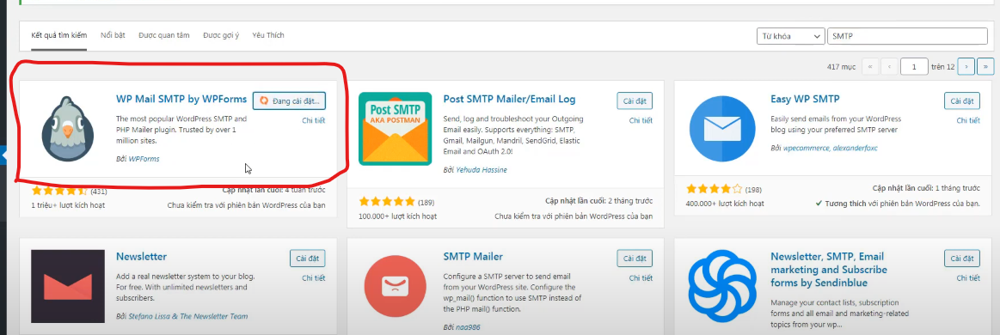 Kết quả tìm kiếm Nổi bật Được quan tâm Được gợi ý Yêu Thích
Từ khóa SMTP
417 mục « ‹ 1 trên 12 › »
WP Mail SMTP by WPForms
Đang cài đặt...
Chi tiết
The most popular WordPress SMTP and
PHP Mailer plugin. Trusted by over 1
million sites.
Bởi WPForms
(431)
1 triệu+ lượt kích hoạt
Cập nhật lần cuối: 4 tuần trước
Chưa kiểm tra với phiên bản WordPress của bạn
Post SMTP
AKA POSTMAN
Post SMTP Mailer/Email Log
Cài đặt
Chi tiết
Send, log and troubleshoot your Outgoing
Email easily. Supports everything: SMTP,
Gmail, Mailgun, Mandril, SendGrid, Elastic
Email and OAuth 2.0!
Bởi Yehuda Hassine
(189)
100.000+ lượt kích hoạt
Cập nhật lần cuối: 2 tháng trước
Chưa kiểm tra với phiên bản WordPress của bạn
Easy WP SMTP
Cài đặt
Chi tiết
Easily send emails from your WordPress
blog using your preferred SMTP server
Bởi wpecommerce, alexanderfoxc
(198)
400.000+ lượt kích hoạt
Cập nhật lần cuối: 1 tháng trước
✔ Tương thích với phiên bản WordPress của bạn.
Newsletter
Cài đặt
Chi tiết
Add a real newsletter system to your blog.
For free. With unlimited newsletters and
subscribers.
Bởi Stefano Lissa & The Newsletter Team
SMTP Mailer
Cài đặt
Chi tiết
Configure a SMTP server to send email
from your WordPress site. Configure the
wp_mail() function to use SMTP instead of
the PHP mail() function.
Bởi naa986
Newsletter, SMTP, Email
marketing and Subscribe
forms by Sendinblue
Cài đặt
Chi tiết
Manage your contact lists, subscription
forms and all email and marketing-related
topics from your wp...